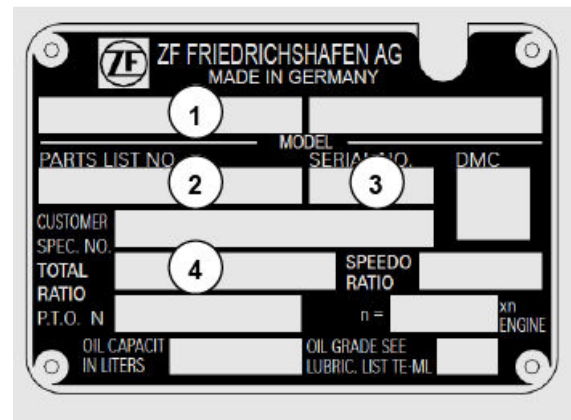 ZF ZF FRIEDRICHSHAFEN AG
MADE IN GERMANY
1
MODEL
PARTS LIST NO SERIAL NO. DMC
2 3
CUSTOMER
SPEC. NO.
TOTAL
RATIO
4
SPEEDO
RATIO
P.T.O. N n = xn
ENGINE
OIL CAPACIT
IN LITERS
OIL GRADE SEE
LUBRIC. LIST TE-ML